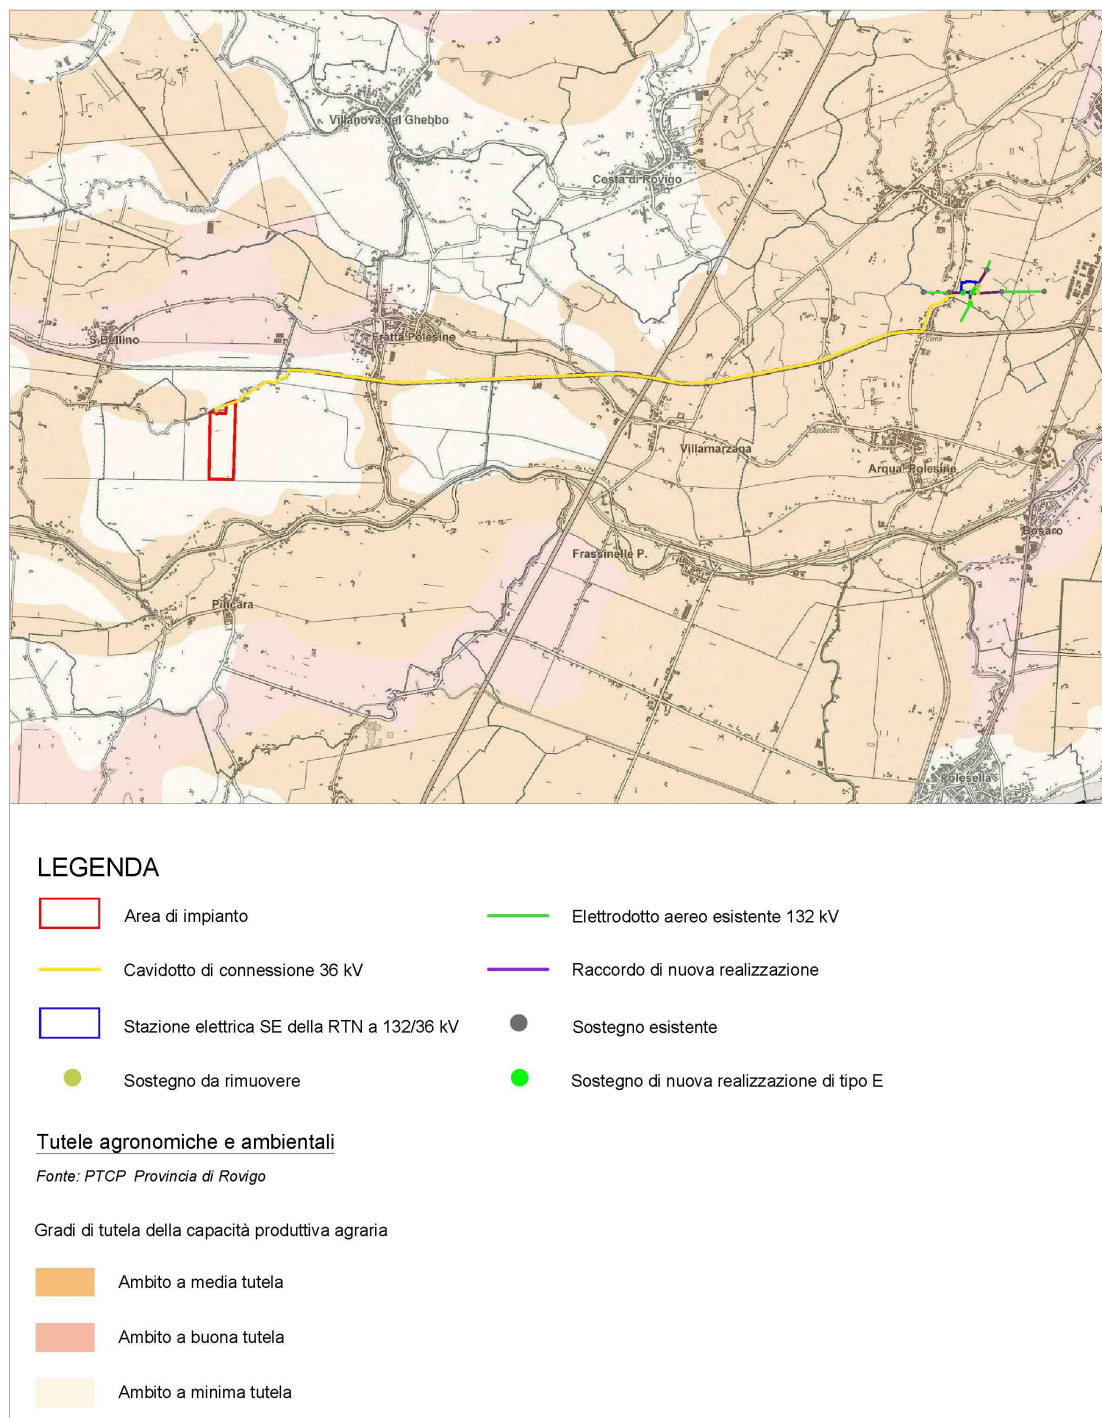 Villanova del Ghebbo
Costa di Rovigo
S.Bellino
Fratta Polesine
Villamarzana
Arqua' Polesine
Bosaro
Frassinelle P.
Pincara
Polesella
LEGENDA
Area di impianto
Elettrodotto aereo esistente 132 kV
Cavidotto di connessione 36 kV
Raccordo di nuova realizzazione
Stazione elettrica SE della RTN a 132/36 kV
Sostegno esistente
Sostegno da rimuovere
Sostegno di nuova realizzazione di tipo E
Tutele agronomiche e ambientali
Fonte: PTCP Provincia di Rovigo
Gradi di tutela della capacità produttiva agraria
Ambito a media tutela
Ambito a buona tutela
Ambito a minima tutela